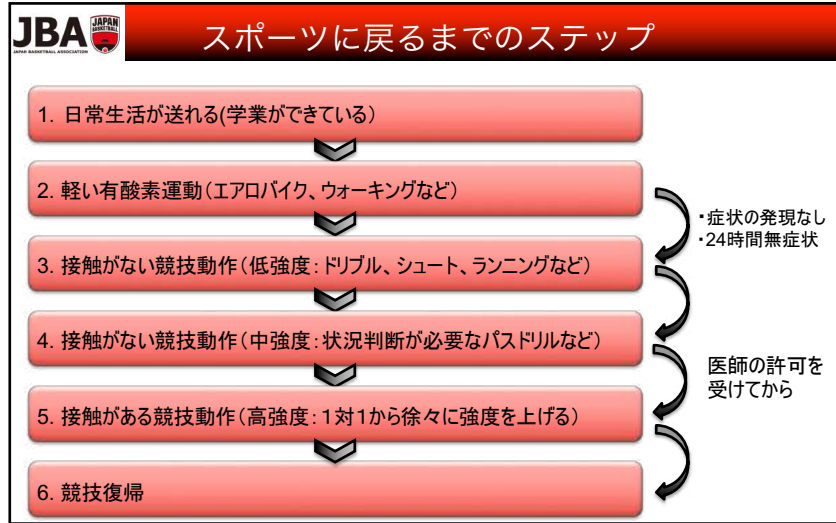 JBA
JAPAN BASKETBALL ASSOCIATION
JAPAN
BASKETBALL
スポーツに戻るまでのステップ
1. 日常生活が送れる(学業ができている）
2. 軽い有酸素運動（エアロバイク、ウォーキングなど）
・症状の発現なし
・24時間無症状
3. 接触がない競技動作（低強度：ドリブル、シュート、ランニングなど）
4. 接触がない競技動作（中強度：状況判断が必要なパスドリルなど）
医師の許可を
受けてから
5. 接触がある競技動作（高強度：１対１から徐々に強度を上げる）
6. 競技復帰